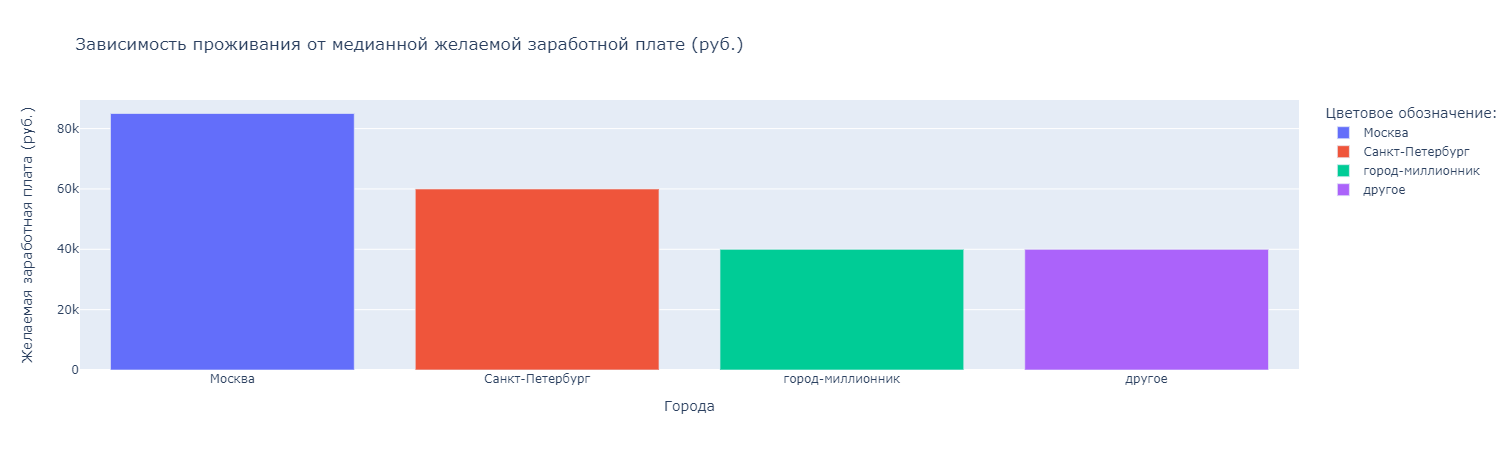 Зависимость проживания от медианной желаемой заработной плате (руб.)
Желаемая заработная плата (руб.)
80k
60k
40k
20k
0
Москва
Санкт-Петербург
город-миллионник
другое
Города
Цветовое обозначение:
Москва
Санкт-Петербург
город-миллионник
другое